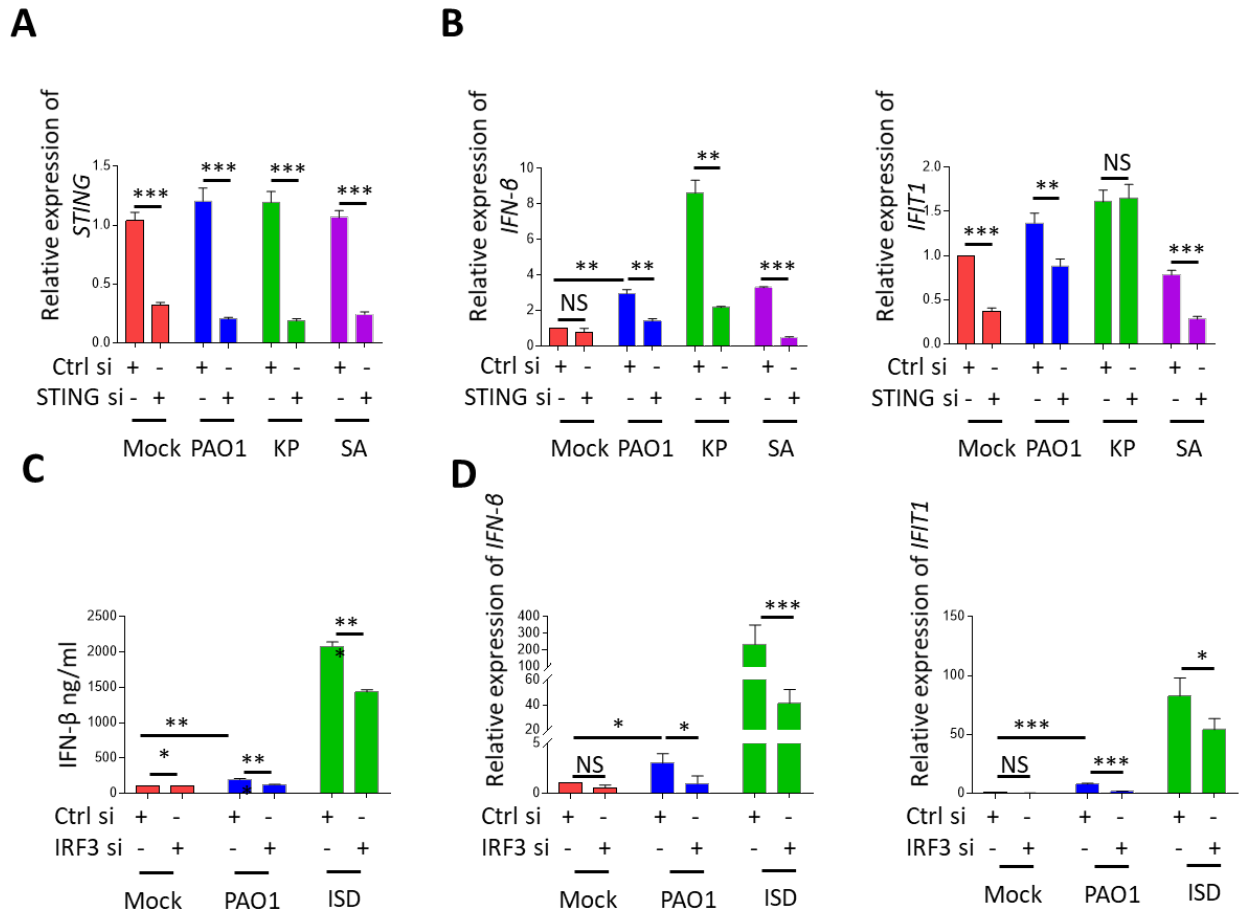 A
B
Relative expression of
STING
1.5
1.0
0.5
0.0
***
***
***
***
Ctrl si + - + - + - + -
STING si - + - + - + - +
Mock PAO1 KP SA
Relative expression of
IFN-β
10
8
6
4
2
0
**
NS
**
**
***
Ctrl si + - + - + - + -
STING si - + - + - + - +
Mock PAO1 KP SA
Relative expression of
IFIT1
2.0
1.5
1.0
0.5
0.0
***
**
NS
***
Ctrl si + - + - + - + -
STING si - + - + - + - +
Mock PAO1 KP SA
C
D
IFN-β ng/ml
2500
2000
1500
1000
500
0
**
*
**
*
**
*
Ctrl si + - + - + -
IRF3 si - + - + - +
Mock PAO1 ISD
Relative expression of IFN-β
400
300
200
100
60
40
20
5
0
*
NS
*
***
Ctrl si + - + - + -
IRF3 si - + - + - +
Mock PAO1 ISD
Relative expression of IFIT1
150
100
50
0
***
NS
***
*
Ctrl si + - + - + -
IRF3 si - + - + - +
Mock PAO1 ISD